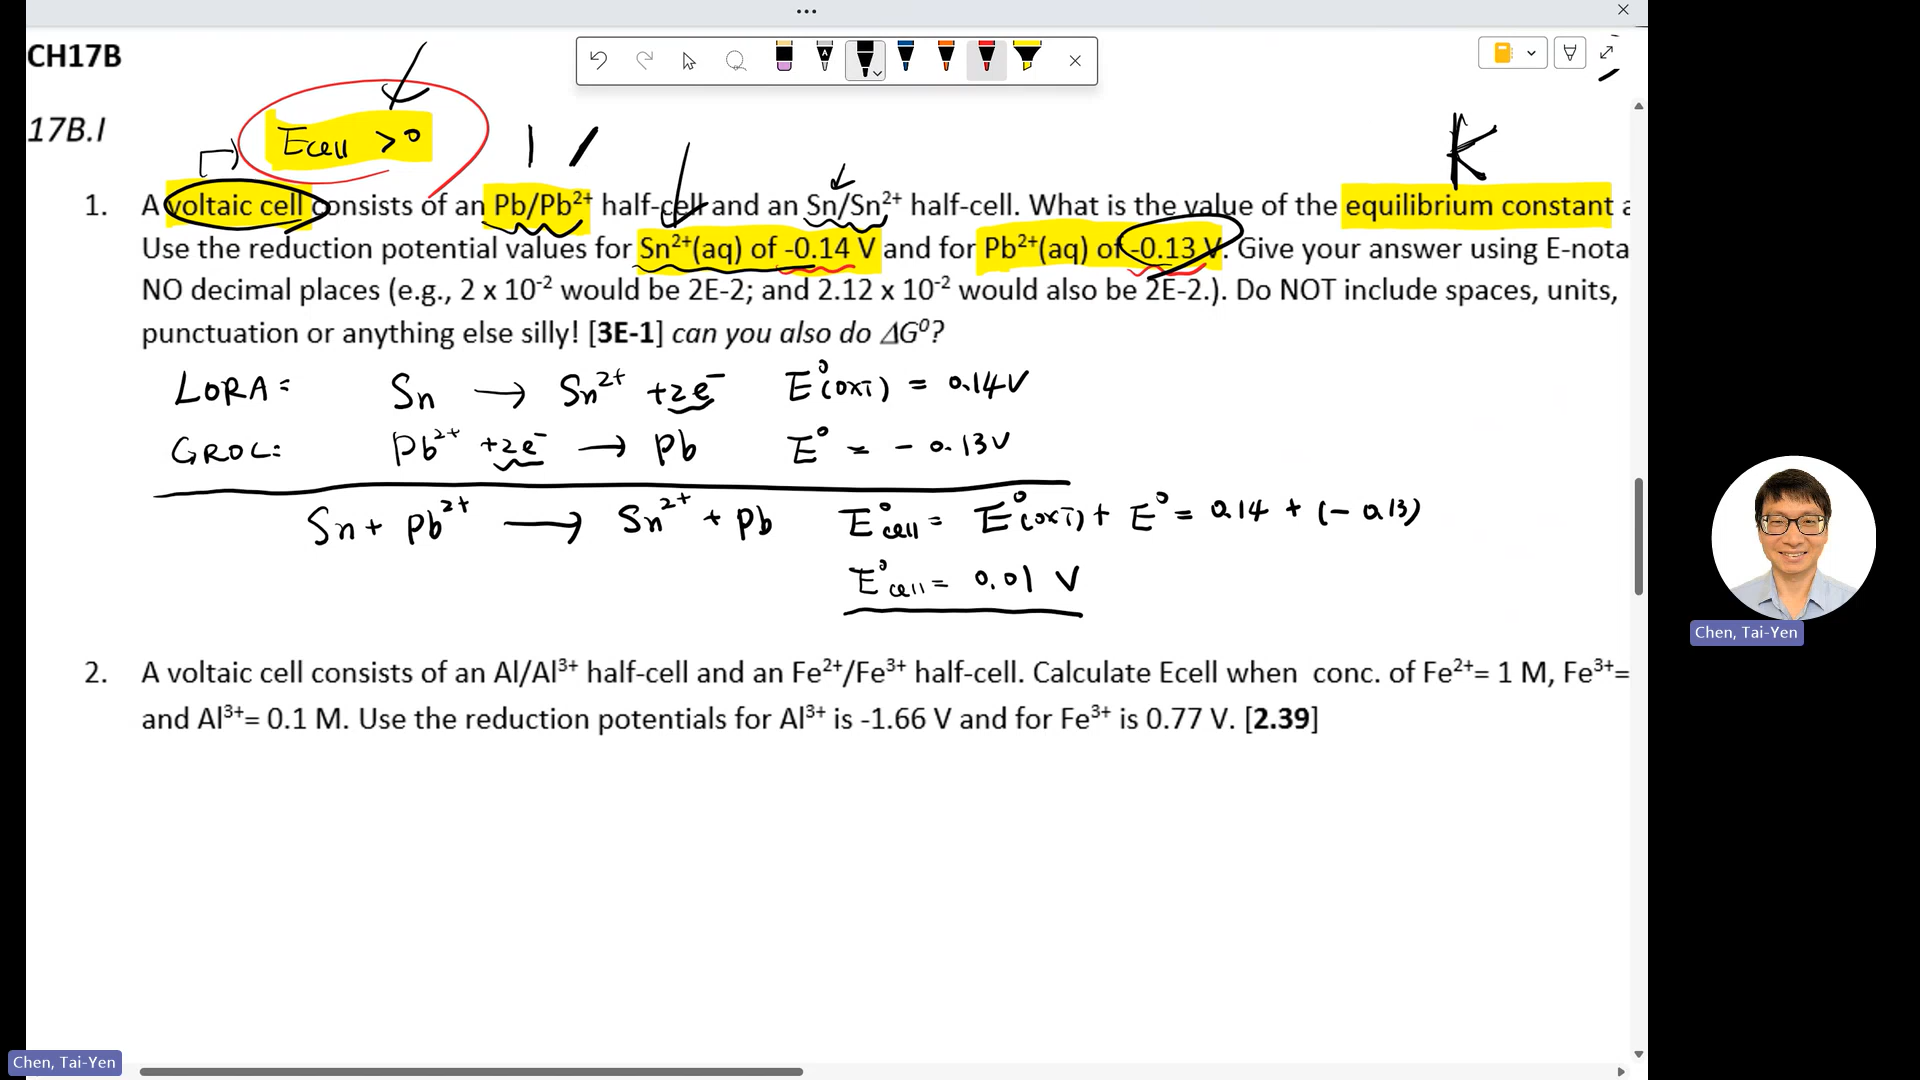 CH17B
17B.I
Ecell > 0
K
1. A voltaic cell consists of an Pb/Pb²⁺ half-cell and an Sn/Sn²⁺ half-cell. What is the value of the equilibrium constant a
Use the reduction potential values for Sn²⁺(aq) of -0.14 V and for Pb²⁺(aq) of -0.13 V. Give your answer using E-nota
NO decimal places (e.g., 2 x 10⁻² would be 2E-2; and 2.12 x 10⁻² would also be 2E-2.). Do NOT include spaces, units,
punctuation or anything else silly! [3E-1] can you also do ΔG⁰?
LORA: Sn → Sn²⁺ + 2e⁻ E°(oxi) = 0.14V
GROC: Pb²⁺ + 2e⁻ → Pb E° = - 0.13V
Sn + Pb²⁺ → Sn²⁺ + Pb E°cell = E°(oxi) + E° = 0.14 + (- 0.13)
E°cell = 0.01 V
2. A voltaic cell consists of an Al/Al³⁺ half-cell and an Fe²⁺/Fe³⁺ half-cell. Calculate Ecell when conc. of Fe²⁺= 1 M, Fe³⁺=
and Al³⁺= 0.1 M. Use the reduction potentials for Al³⁺ is -1.66 V and for Fe³⁺ is 0.77 V. [2.39]
Chen, Tai-Yen
Chen, Tai-Yen